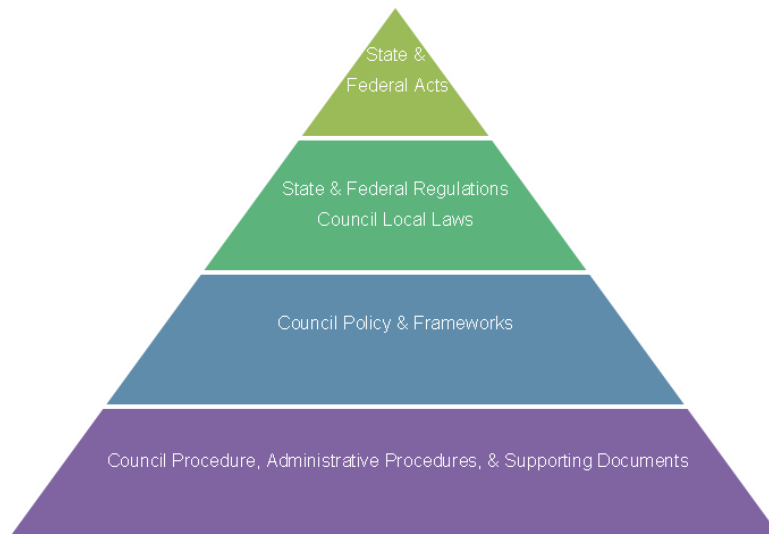 State &
Federal Acts
State & Federal Regulations
Council Local Laws
Council Policy & Frameworks
Council Procedure, Administrative Procedures, & Supporting Documents